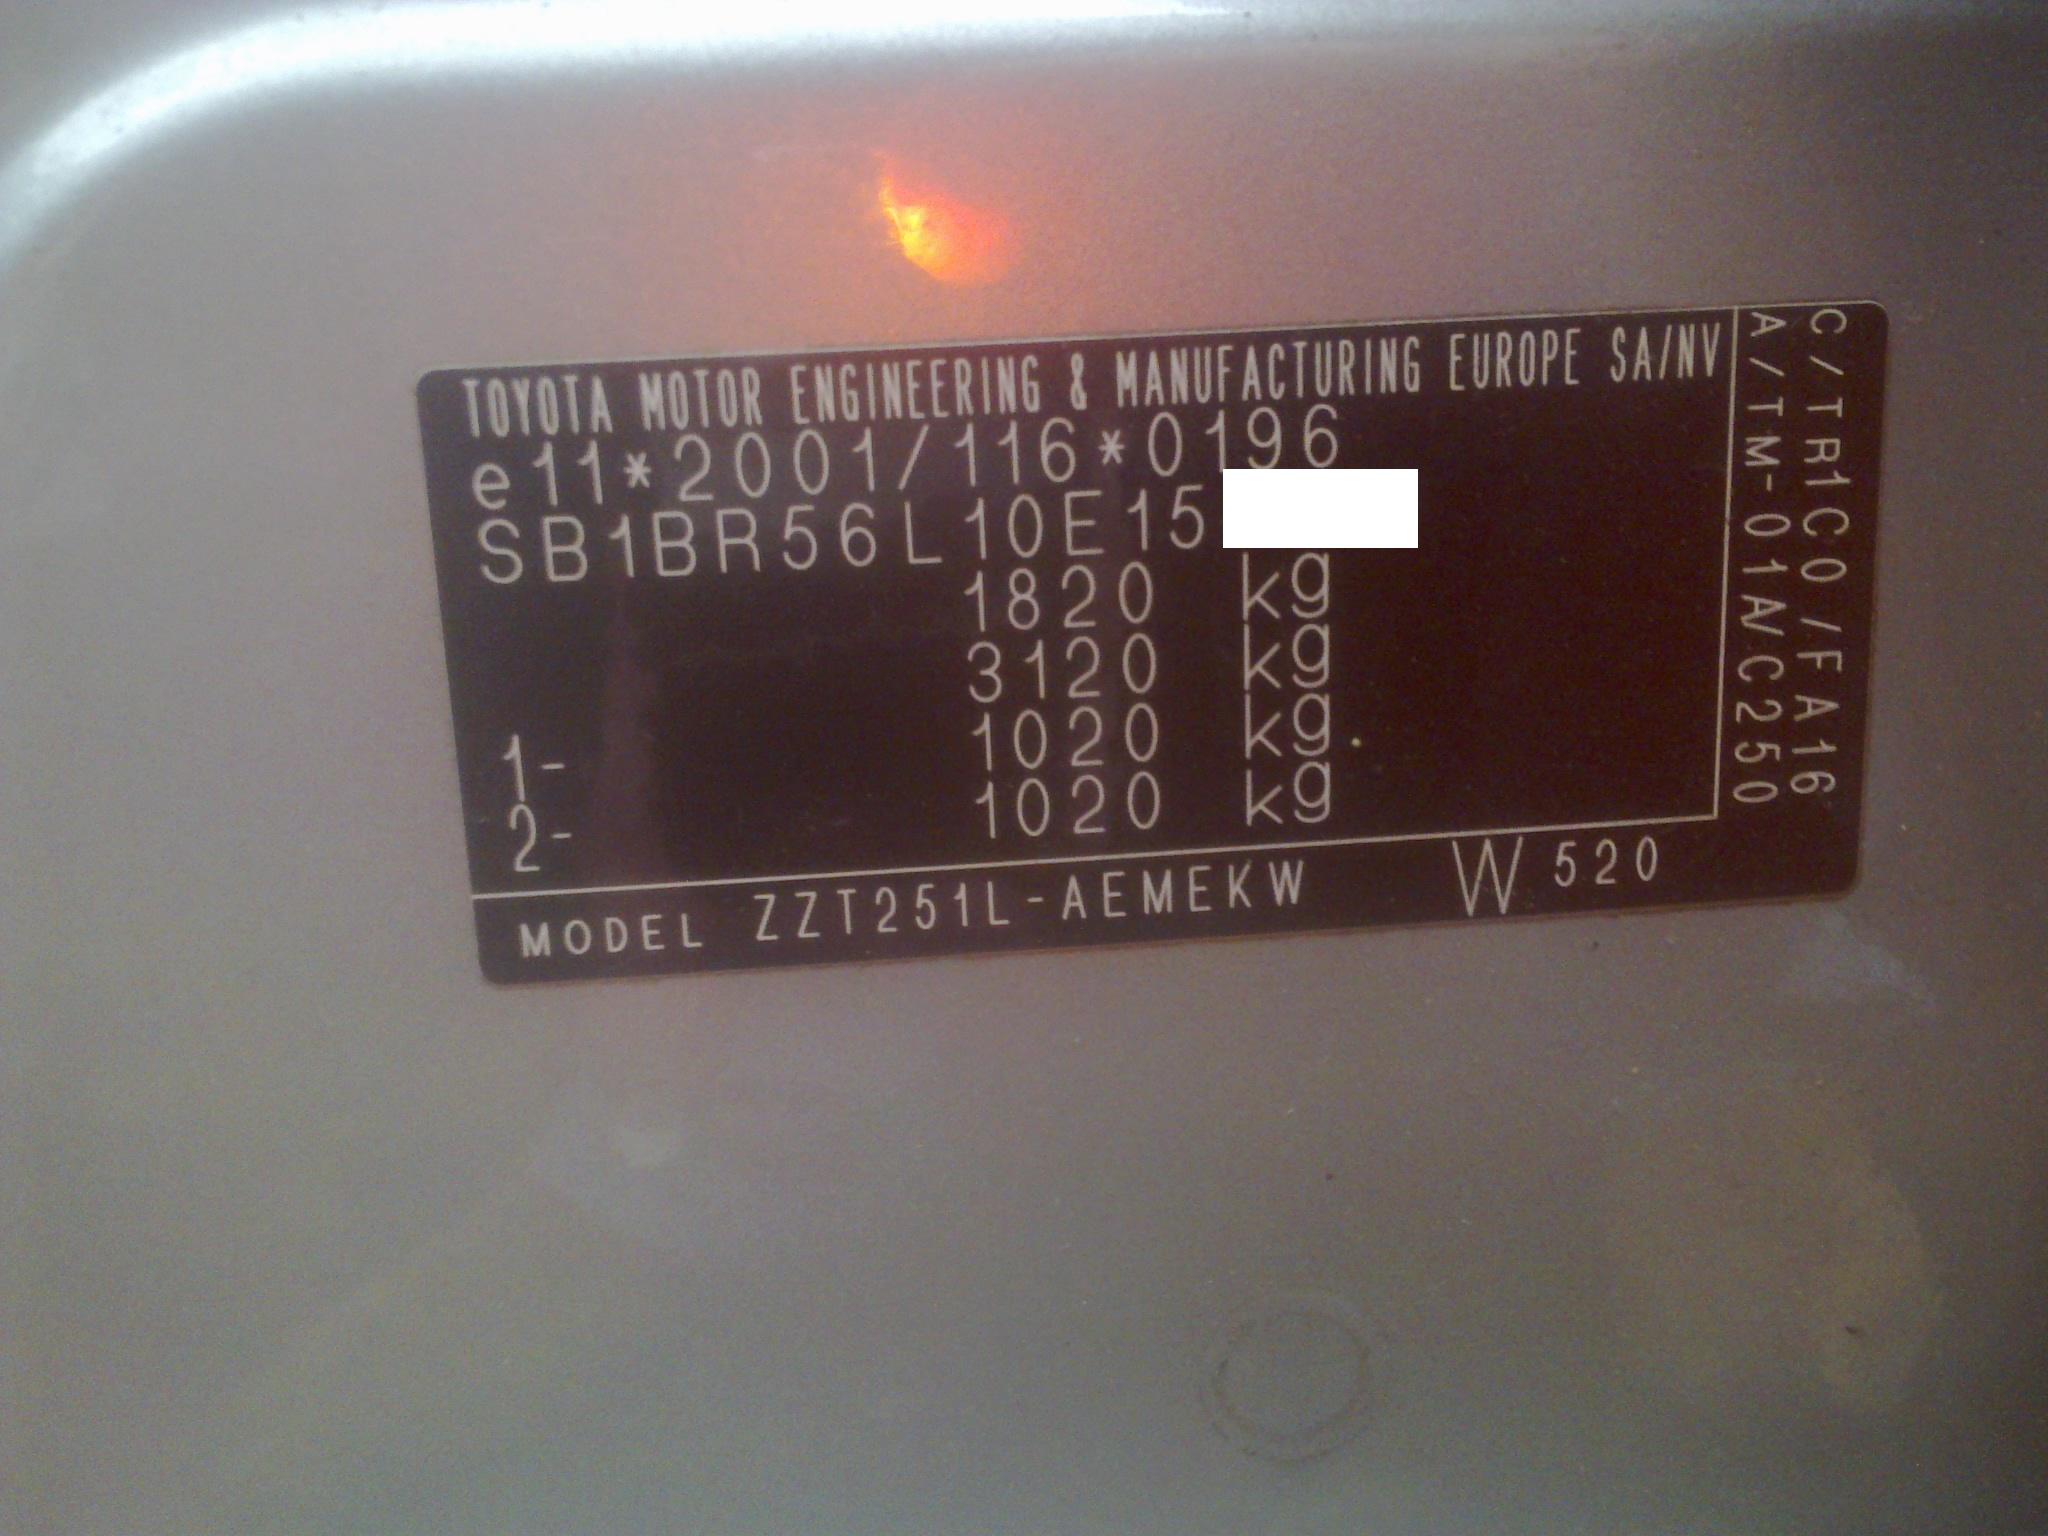 TOYOTA MOTOR ENGINEERING & MANUFACTURING EUROPE SA/NV
e11*2001/116*0196
SB1BR56L10E15
1820 kg
3120 kg
1- 1020 kg
2- 1020 kg
MODEL ZZT251L-AEMEKW W520
C/TR1C0/FA16
A/TM-01A/C250